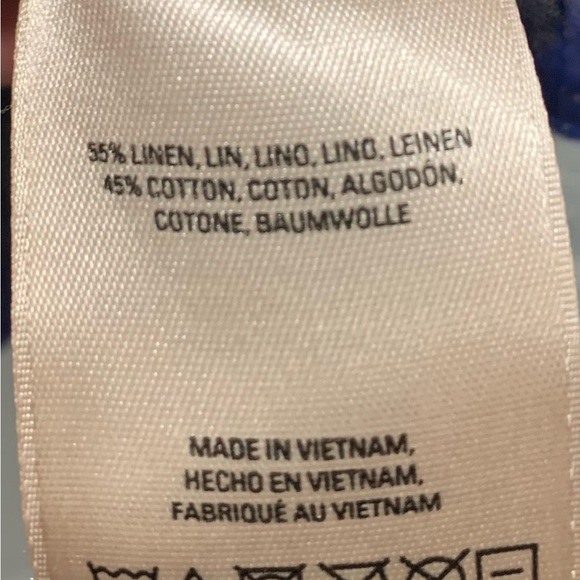 55% LINEN, LIN, LINO, LINO, LEINEN
45% COTTON, COTON, ALGODÓN,
COTONE, BAUMWOLLE
MADE IN VIETNAM,
HECHO EN VIETNAM,
FABRIQUÉ AU VIETNAM